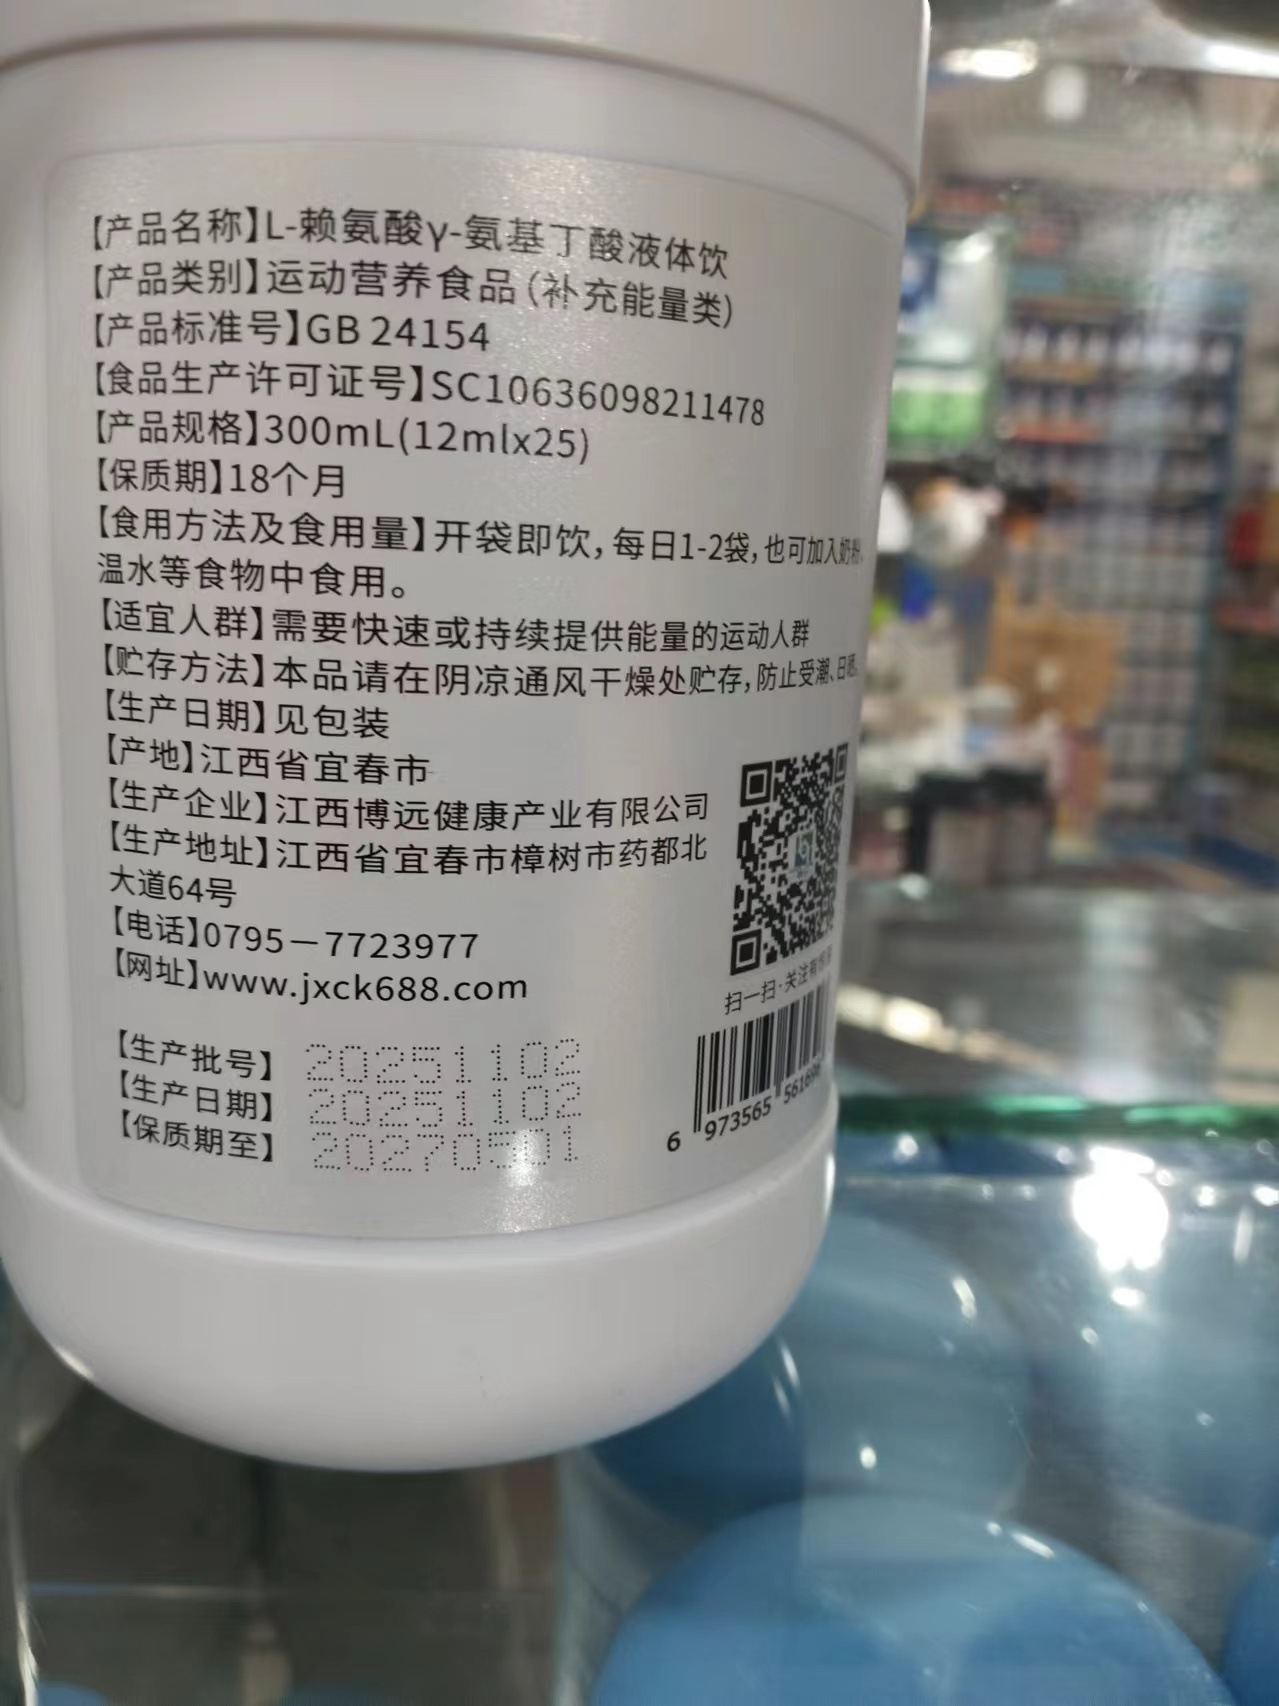 【产品名称】L-赖氨酸γ-氨基丁酸液体饮
【产品类别】运动营养食品(补充能量类)
【产品标准号】GB 24154
【食品生产许可证号】SC10636098211478
【产品规格】300mL(12mlx25)
【保质期】18个月
【食用方法及食用量】开袋即饮,每日1-2袋,也可加入奶粉、
温水等食物中食用。
【适宜人群】需要快速或持续提供能量的运动人群
【贮存方法】本品请在阴凉通风干燥处贮存,防止受潮、日晒、
【生产日期】见包装
【产地】江西省宜春市
【生产企业】江西博远健康产业有限公司
【生产地址】江西省宜春市樟树市药都北
大道64号
【电话】0795－7723977
【网址】www.jxck688.com
扫一扫·关注有
【生产批号】20251102
【生产日期】20251102
【保质期至】20270501
6 973565 56169